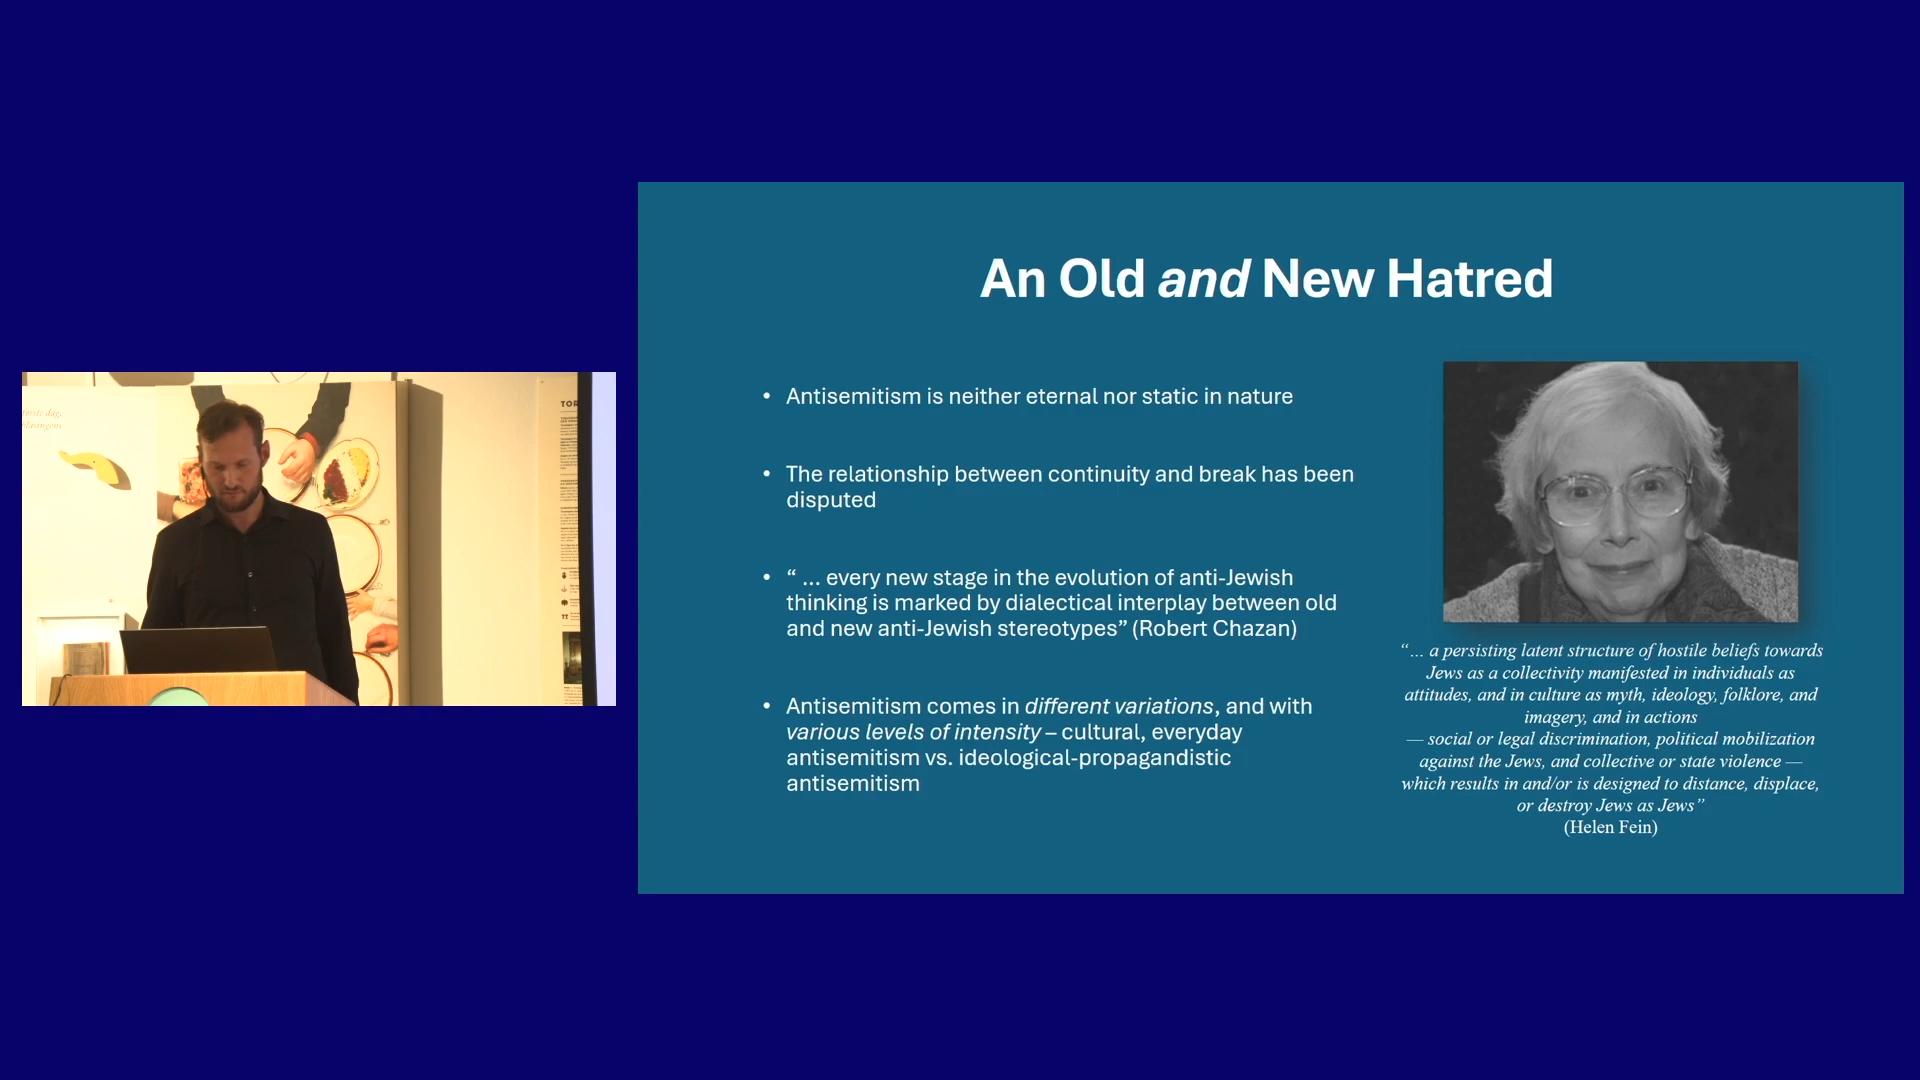 An Old and New Hatred
• Antisemitism is neither eternal nor static in nature
• The relationship between continuity and break has been
disputed
• “ … every new stage in the evolution of anti-Jewish
thinking is marked by dialectical interplay between old
and new anti-Jewish stereotypes” (Robert Chazan)
• Antisemitism comes in different variations, and with
various levels of intensity – cultural, everyday
antisemitism vs. ideological-propagandistic
antisemitism
“… a persisting latent structure of hostile beliefs towards
Jews as a collectivity manifested in individuals as
attitudes, and in culture as myth, ideology, folklore, and
imagery, and in actions
— social or legal discrimination, political mobilization
against the Jews, and collective or state violence —
which results in and/or is designed to distance, displace,
or destroy Jews as Jews”
(Helen Fein)
første dag,
TOR